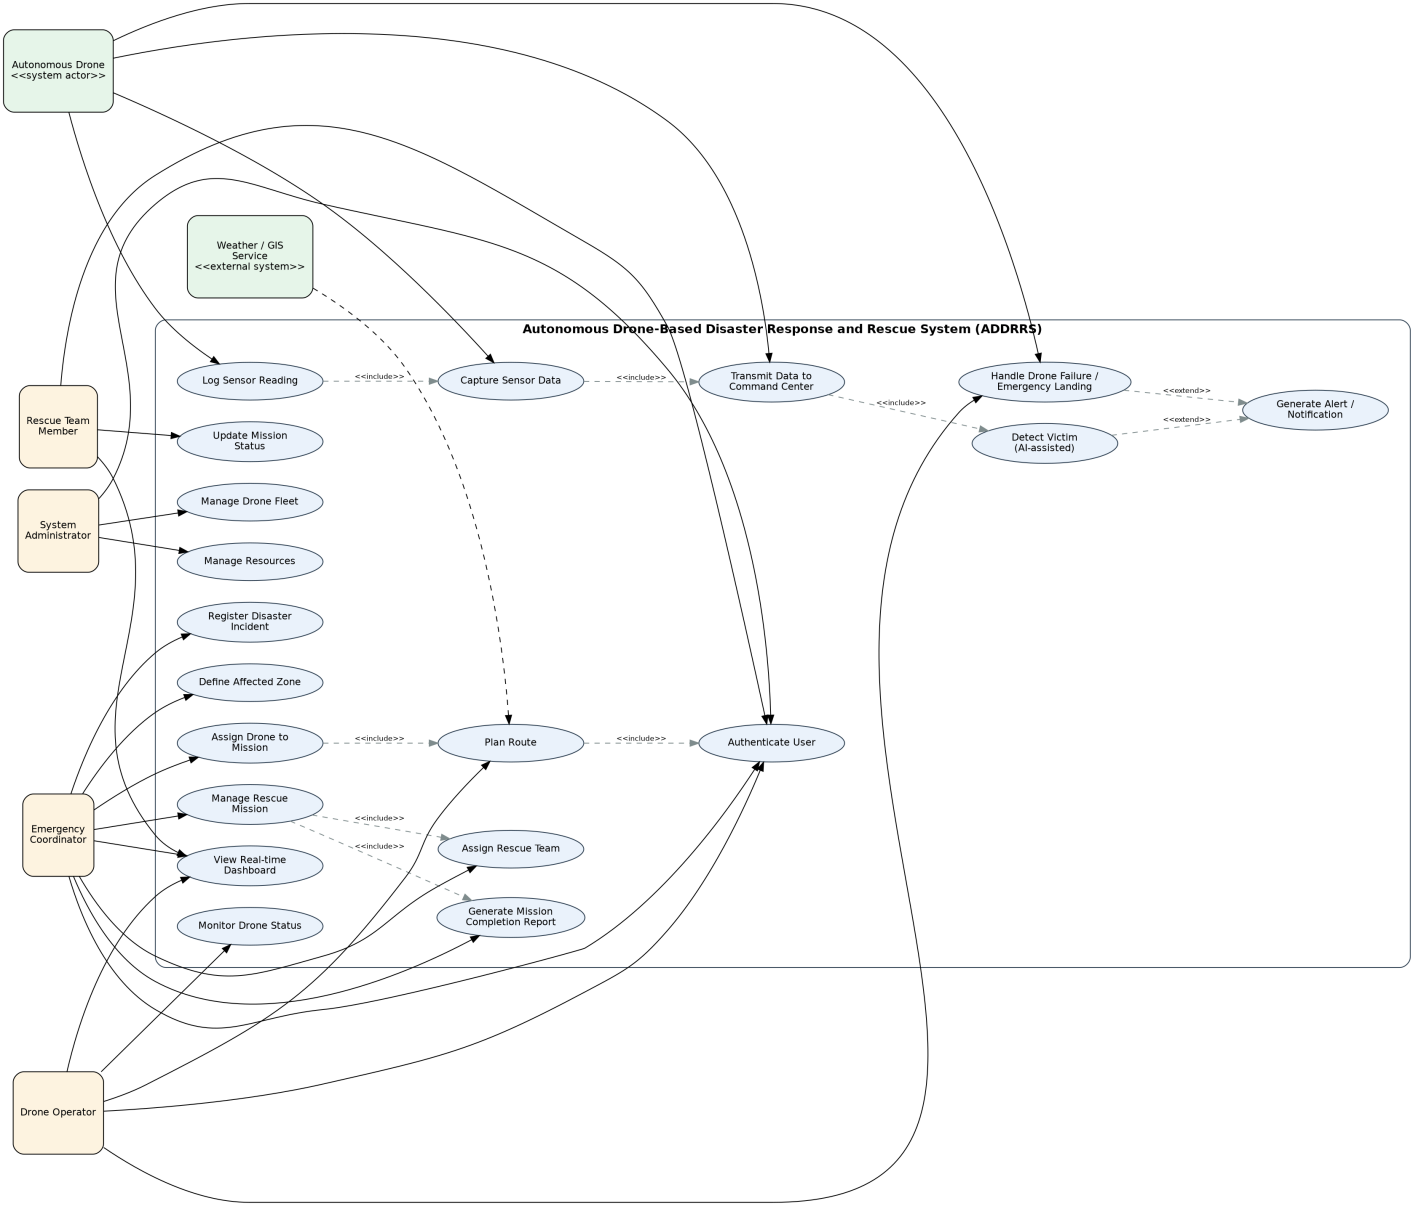 Autonomous Drone
<<system actor>>
Weather / GIS
Service
<<external system>>
Autonomous Drone-Based Disaster Response and Rescue System (ADDRRS)
Log Sensor Reading
<<include>>
Capture Sensor Data
<<include>>
Transmit Data to
Command Center
<<include>>
Handle Drone Failure /
Emergency Landing
<<extend>>
Generate Alert /
Notification
<<extend>>
Detect Victim
(AI-assisted)
Rescue Team
Member
Update Mission
Status
System
Administrator
Manage Drone Fleet
Manage Resources
Register Disaster
Incident
Define Affected Zone
Assign Drone to
Mission
<<include>>
Plan Route
<<include>>
Authenticate User
Emergency
Coordinator
Manage Rescue
Mission
<<include>>
<<include>>
Assign Rescue Team
View Real-time
Dashboard
Generate Mission
Completion Report
Monitor Drone Status
Drone Operator